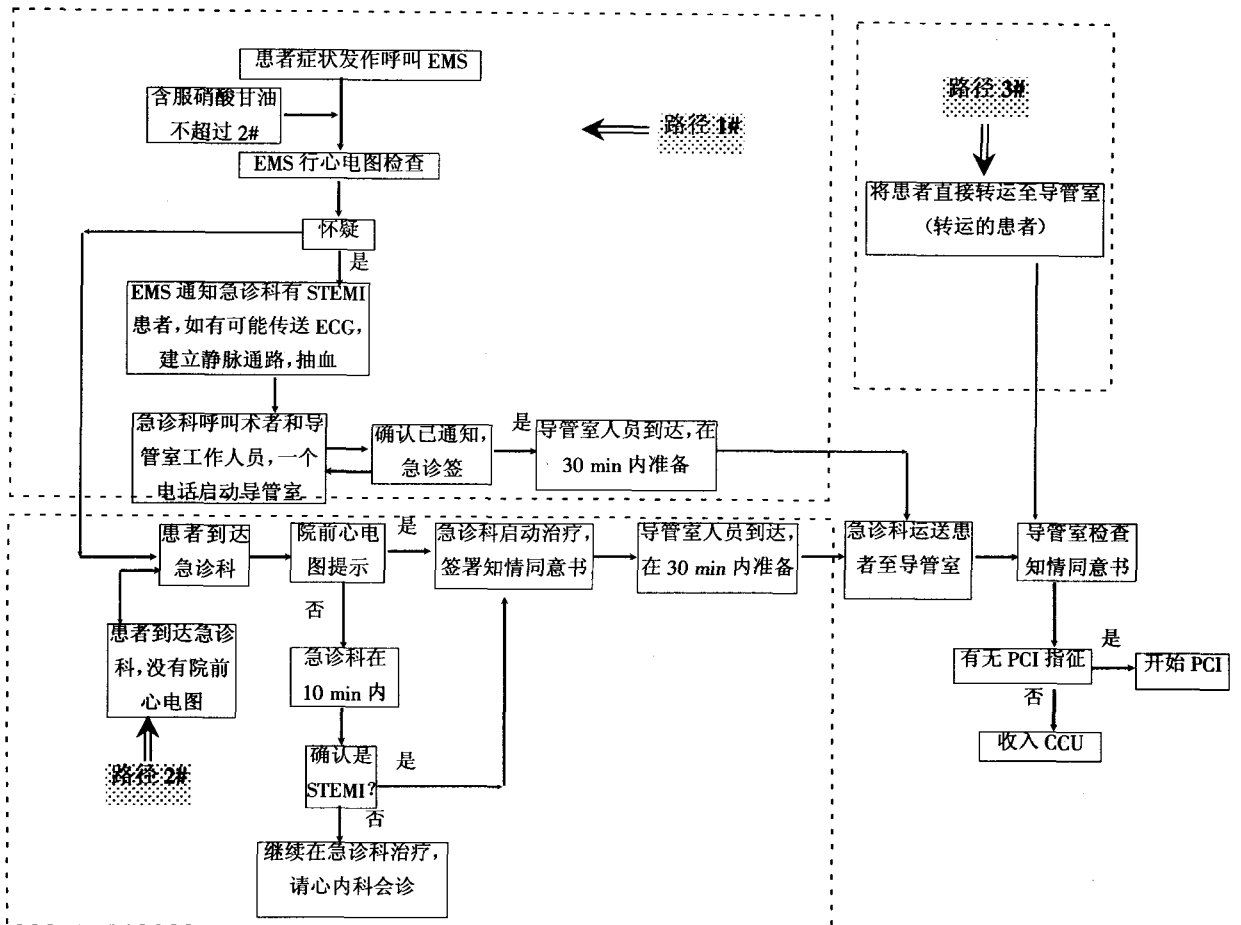 患者症状发作呼叫 EMS
含服硝酸甘油
不超过 2#
路径 1#
路径 3#
EMS 行心电图检查
将患者直接转运至导管室
(转运的患者)
怀疑
是
EMS 通知急诊科有 STEMI
患者,如有可能传送 ECG,
建立静脉通路,抽血
急诊科呼叫术者和导
管室工作人员,一个
电话启动导管室
确认已通知,
急诊签
是
导管室人员到达,在
30 min 内准备
患者到达
急诊科
院前心电
图提示
是
急诊科启动治疗,
签署知情同意书
导管室人员到达,
在 30 min 内准备
急诊科运送患
者至导管室
导管室检查
知情同意书
否
患者到达急诊
科,没有院前
心电图
急诊科在
10 min 内
有无 PCI 指征
是
开始 PCI
否
收入 CCU
路径 2#
确认是
STEMI?
是
否
继续在急诊科治疗,
请心内科会诊